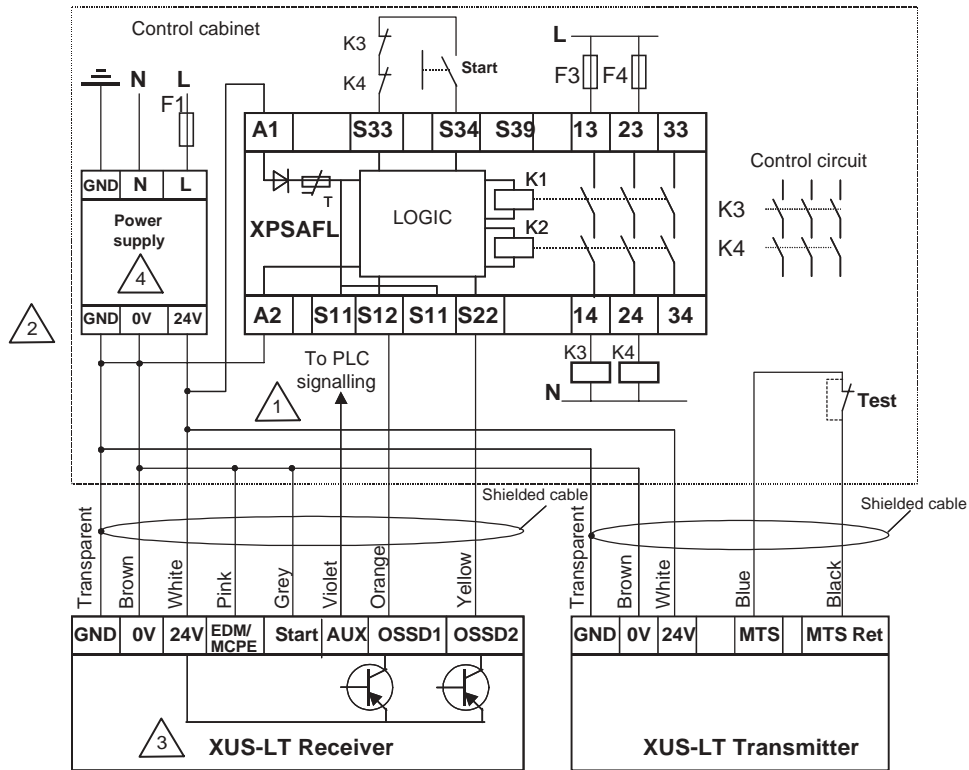 Control cabinet
N L
F1
K3
K4
Start
L
F3 F4
A1 S33 S34 S39 13 23 33
GND N L
Power
supply
4
GND 0V 24V
T
XPSAFL
LOGIC
K1
K2
Control circuit
K3
K4
A2 S11 S12 S11 S22 14 24 34
2
To PLC
signalling
1
K3 K4
N
Test
Shielded cable
Shielded cable
Transparent
Brown
White
Pink
Grey
Violet
Orange
Yellow
Transparent
Brown
White
Blue
Black
GND 0V 24V EDM/
MCPE Start AUX OSSD1 OSSD2
GND 0V 24V MTS MTS Ret
3
XUS-LT Receiver
XUS-LT Transmitter